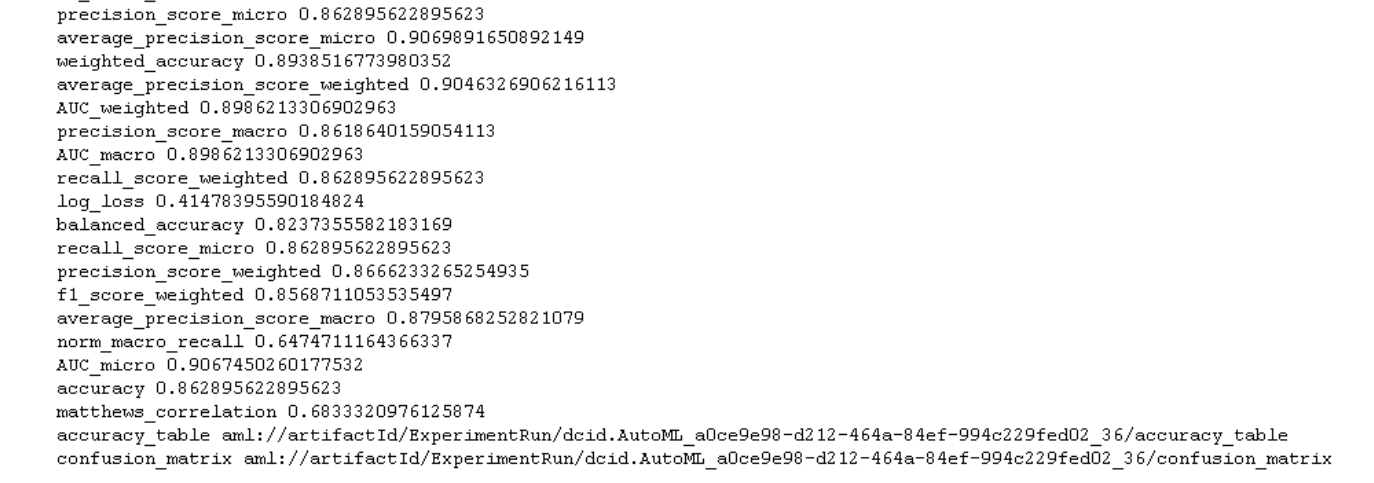 precision_score_micro 0.862895622895623
average_precision_score_micro 0.9069891650892149
weighted_accuracy 0.8938516773980352
average_precision_score_weighted 0.9046326906216113
AUC_weighted 0.8986213306902963
precision_score_macro 0.8618640159054113
AUC_macro 0.8986213306902963
recall_score_weighted 0.862895622895623
log_loss 0.41478395590184824
balanced_accuracy 0.8237355582183169
recall_score_micro 0.862895622895623
precision_score_weighted 0.8666233265254935
f1_score_weighted 0.8568711053535497
average_precision_score_macro 0.8795868252821079
norm_macro_recall 0.6474711164366337
AUC_micro 0.9067450260177532
accuracy 0.862895622895623
matthews_correlation 0.6833320976125874
accuracy_table aml://artifactId/ExperimentRun/dcid.AutoML_a0ce9e98-d212-464a-84ef-994c229fed02_36/accuracy_table
confusion_matrix aml://artifactId/ExperimentRun/dcid.AutoML_a0ce9e98-d212-464a-84ef-994c229fed02_36/confusion_matrix